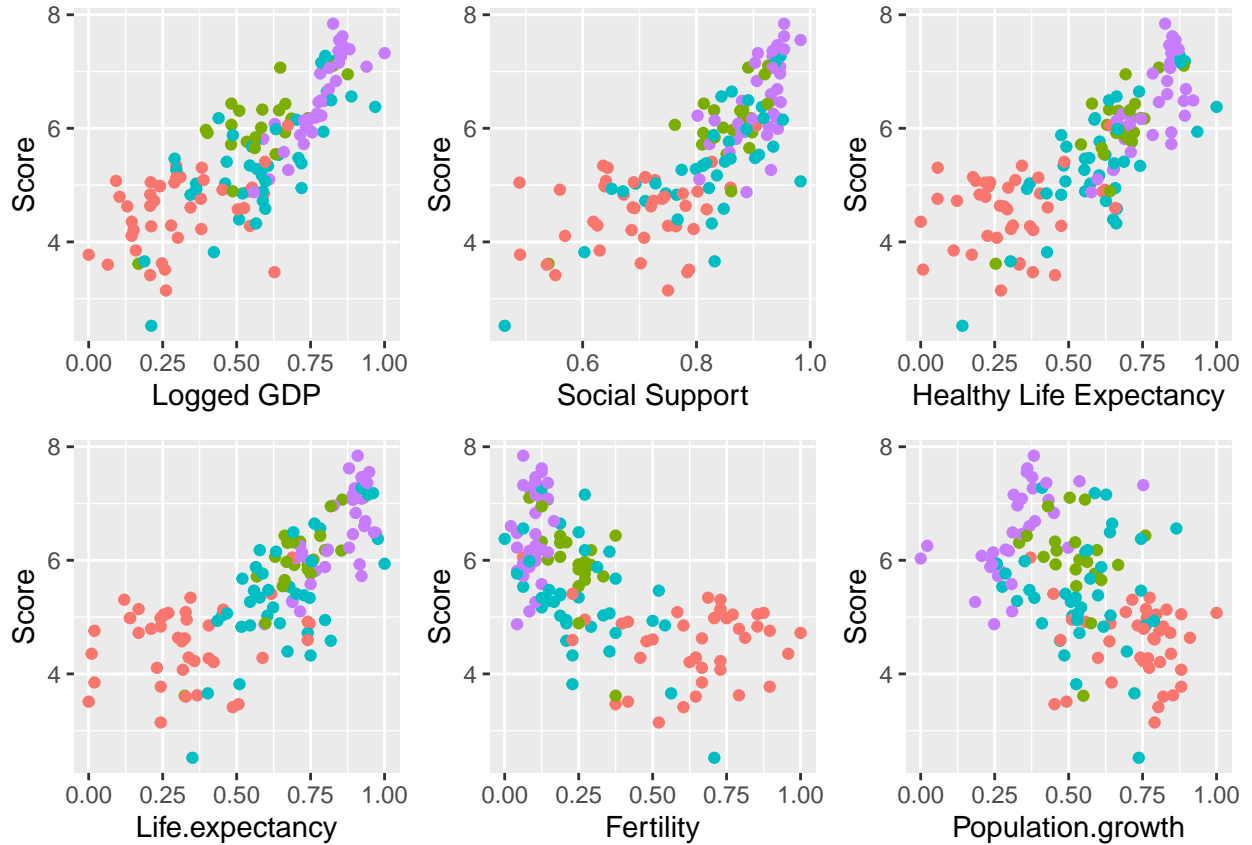 8
6
4
Score
0.00 0.25 0.50 0.75 1.00
Logged GDP
8
6
4
Score
0.6 0.8 1.0
Social Support
8
6
4
Score
0.00 0.25 0.50 0.75 1.00
Healthy Life Expectancy
8
6
4
Score
0.00 0.25 0.50 0.75 1.00
Life.expectancy
8
6
4
Score
0.00 0.25 0.50 0.75 1.00
Fertility
8
6
4
Score
0.00 0.25 0.50 0.75 1.00
Population.growth